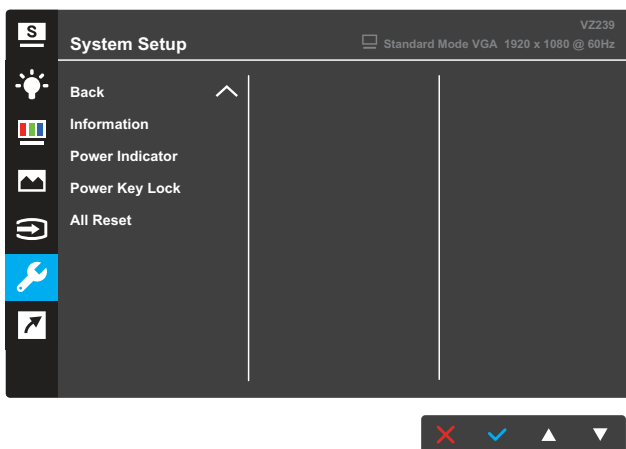 S
VZ239
System Setup
Standard Mode VGA 1920 x 1080 @ 60Hz
Back
Information
Power Indicator
Power Key Lock
All Reset